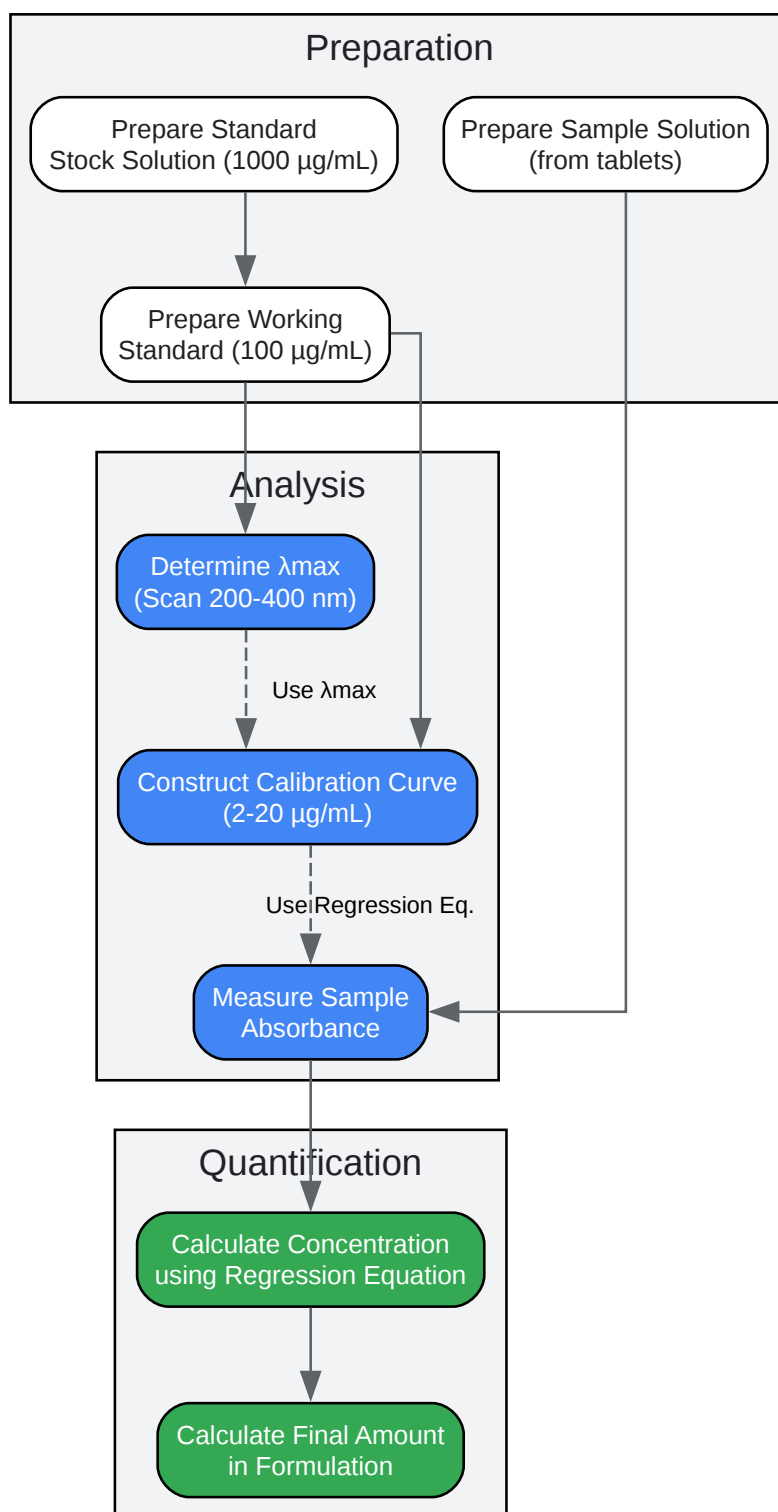 Preparation
Prepare Standard
Stock Solution (1000 µg/mL)
Prepare Sample Solution
(from tablets)
Prepare Working
Standard (100 µg/mL)
Analysis
Determine λmax
(Scan 200-400 nm)
Use λmax
Construct Calibration Curve
(2-20 µg/mL)
Use Regression Eq.
Measure Sample
Absorbance
Quantification
Calculate Concentration
using Regression Equation
Calculate Final Amount
in Formulation